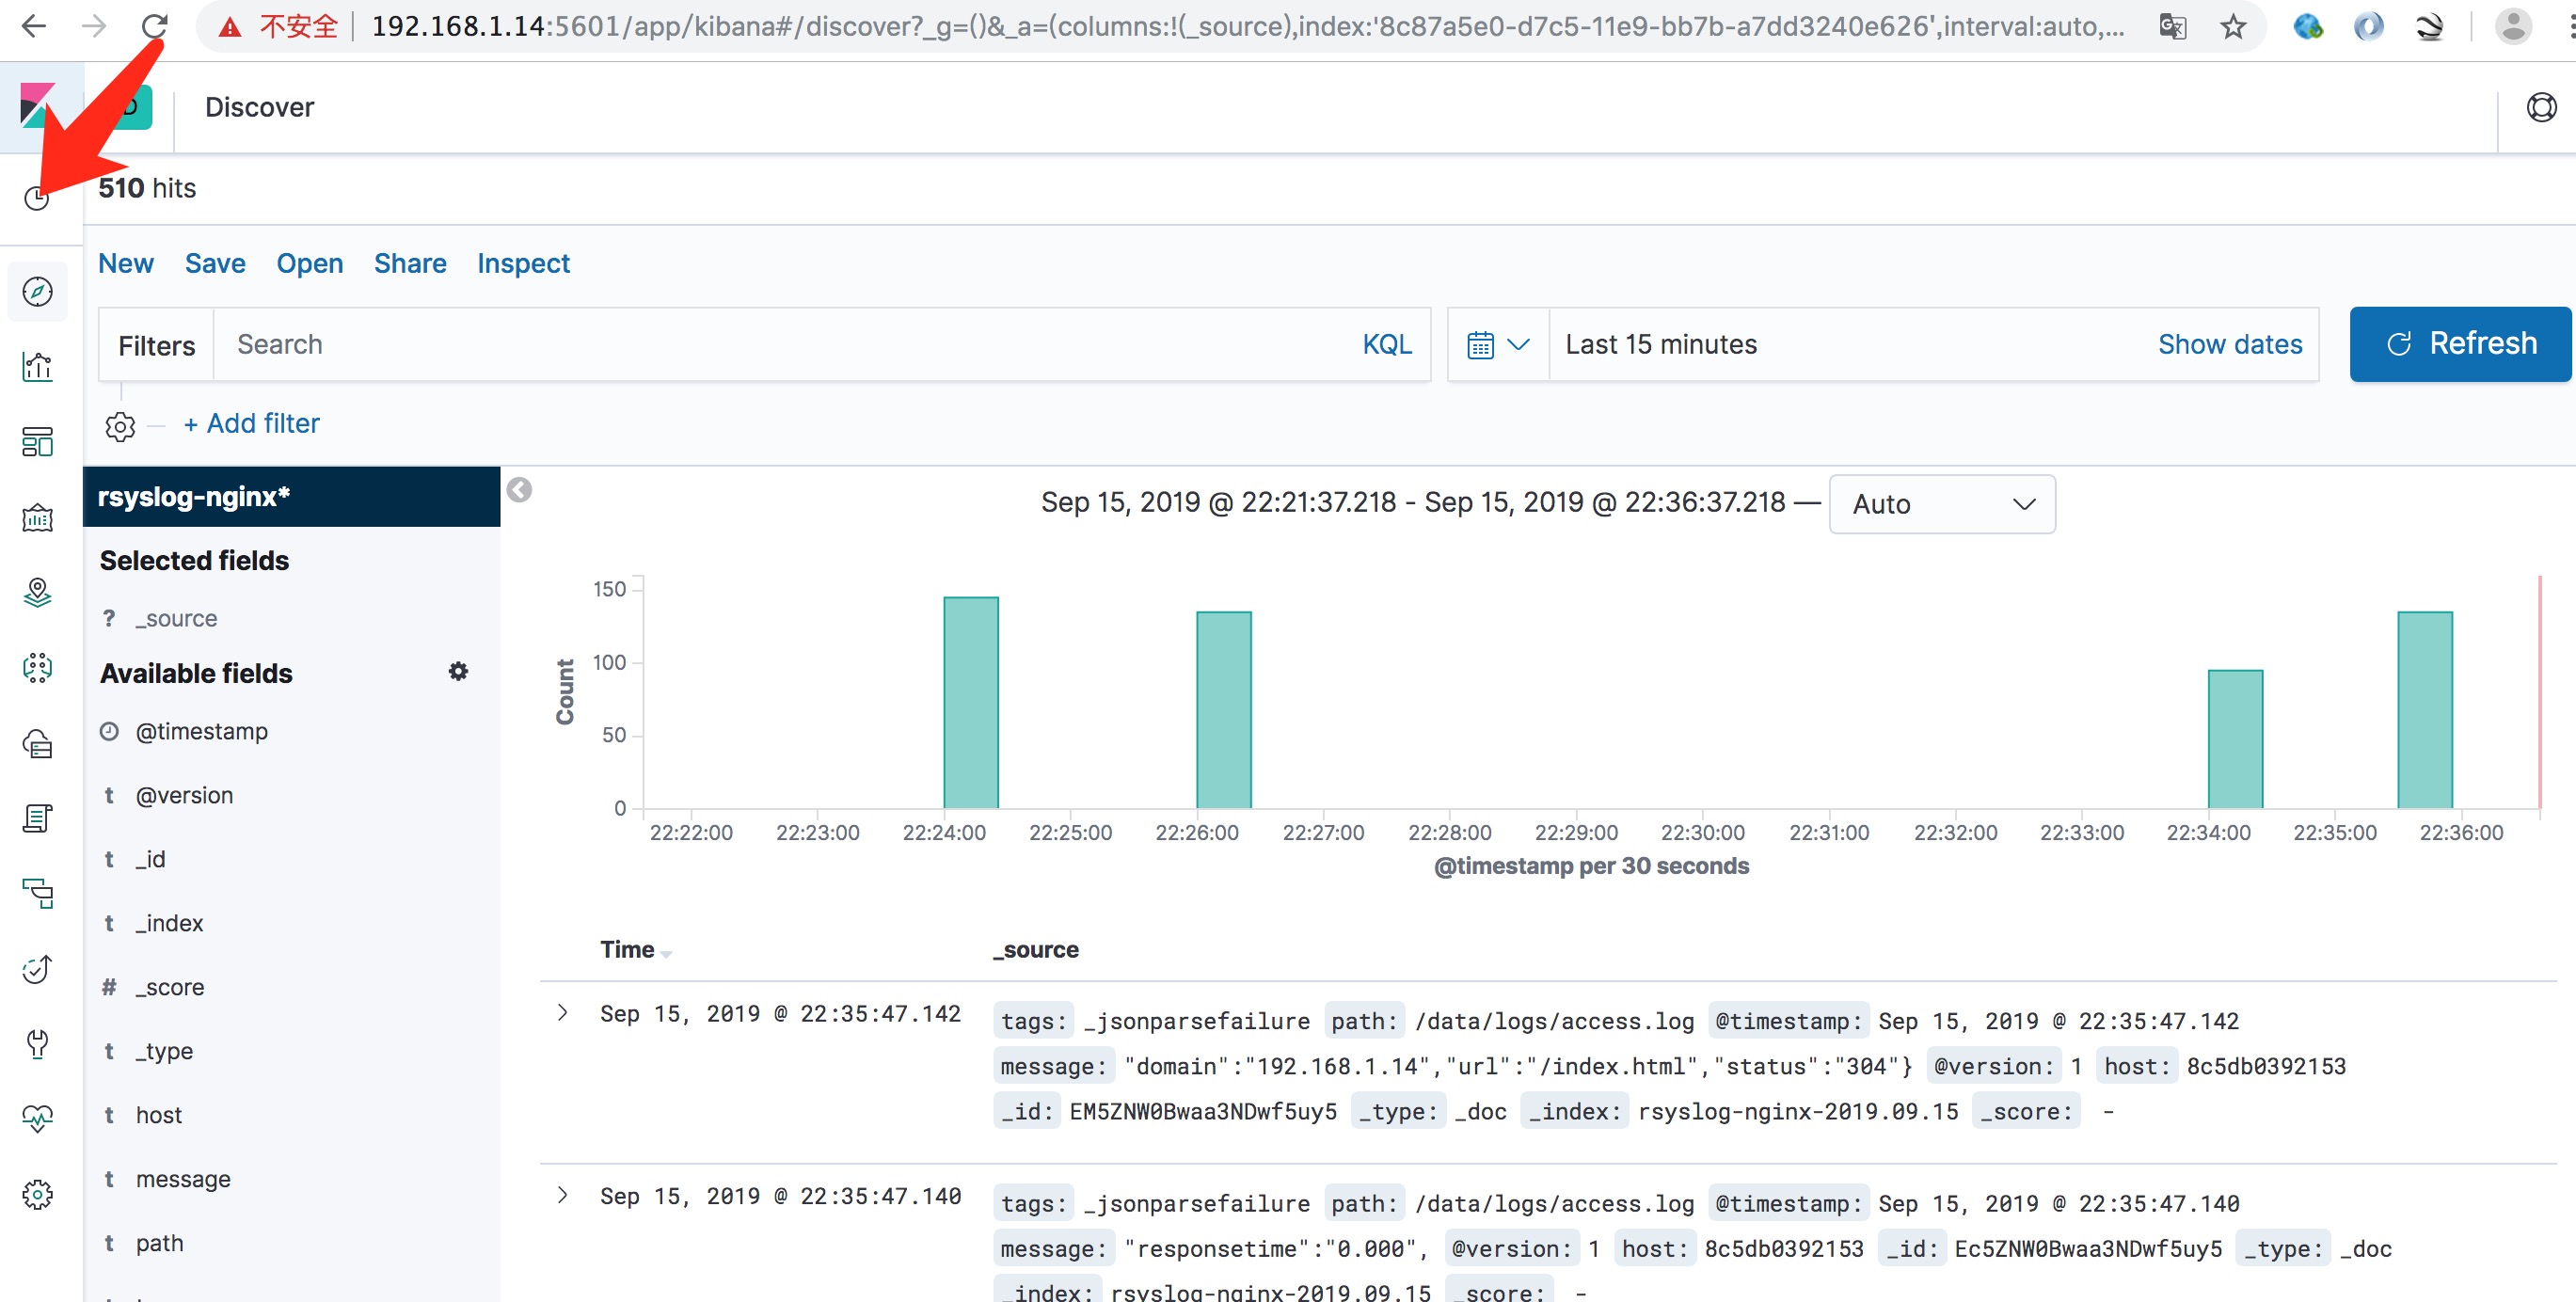 不安全 192.168.1.14:5601/app/kibana#/discover?_g=()&_a=(columns:!(_source),index:'8c87a5e0-d7c5-11e9-bb7b-a7dd3240e626',interval:auto,...
D Discover
510 hits
New Save Open Share Inspect
Filters Search KQL Last 15 minutes Show dates Refresh
+ Add filter
rsyslog-nginx*
Selected fields
? _source
Available fields
@timestamp
t @version
t _id
t _index
# _score
t _type
t host
t message
t path
Sep 15, 2019 @ 22:21:37.218 - Sep 15, 2019 @ 22:36:37.218 — Auto
150
100
50
0
Count
22:22:00 22:23:00 22:24:00 22:25:00 22:26:00 22:27:00 22:28:00 22:29:00 22:30:00 22:31:00 22:32:00 22:33:00 22:34:00 22:35:00 22:36:00
@timestamp per 30 seconds
Time _source
Sep 15, 2019 @ 22:35:47.142 tags: _jsonparsefailure path: /data/logs/access.log @timestamp: Sep 15, 2019 @ 22:35:47.142
message: "domain":"192.168.1.14","url":"/index.html","status":"304"} @version: 1 host: 8c5db0392153
_id: EM5ZNW0Bwaa3NDwf5uy5 _type: _doc _index: rsyslog-nginx-2019.09.15 _score: -
Sep 15, 2019 @ 22:35:47.140 tags: _jsonparsefailure path: /data/logs/access.log @timestamp: Sep 15, 2019 @ 22:35:47.140
message: "responsetime":"0.000", @version: 1 host: 8c5db0392153 _id: Ec5ZNW0Bwaa3NDwf5uy5 _type: _doc
_index: rsyslog-nginx-2019.09.15 _score: -